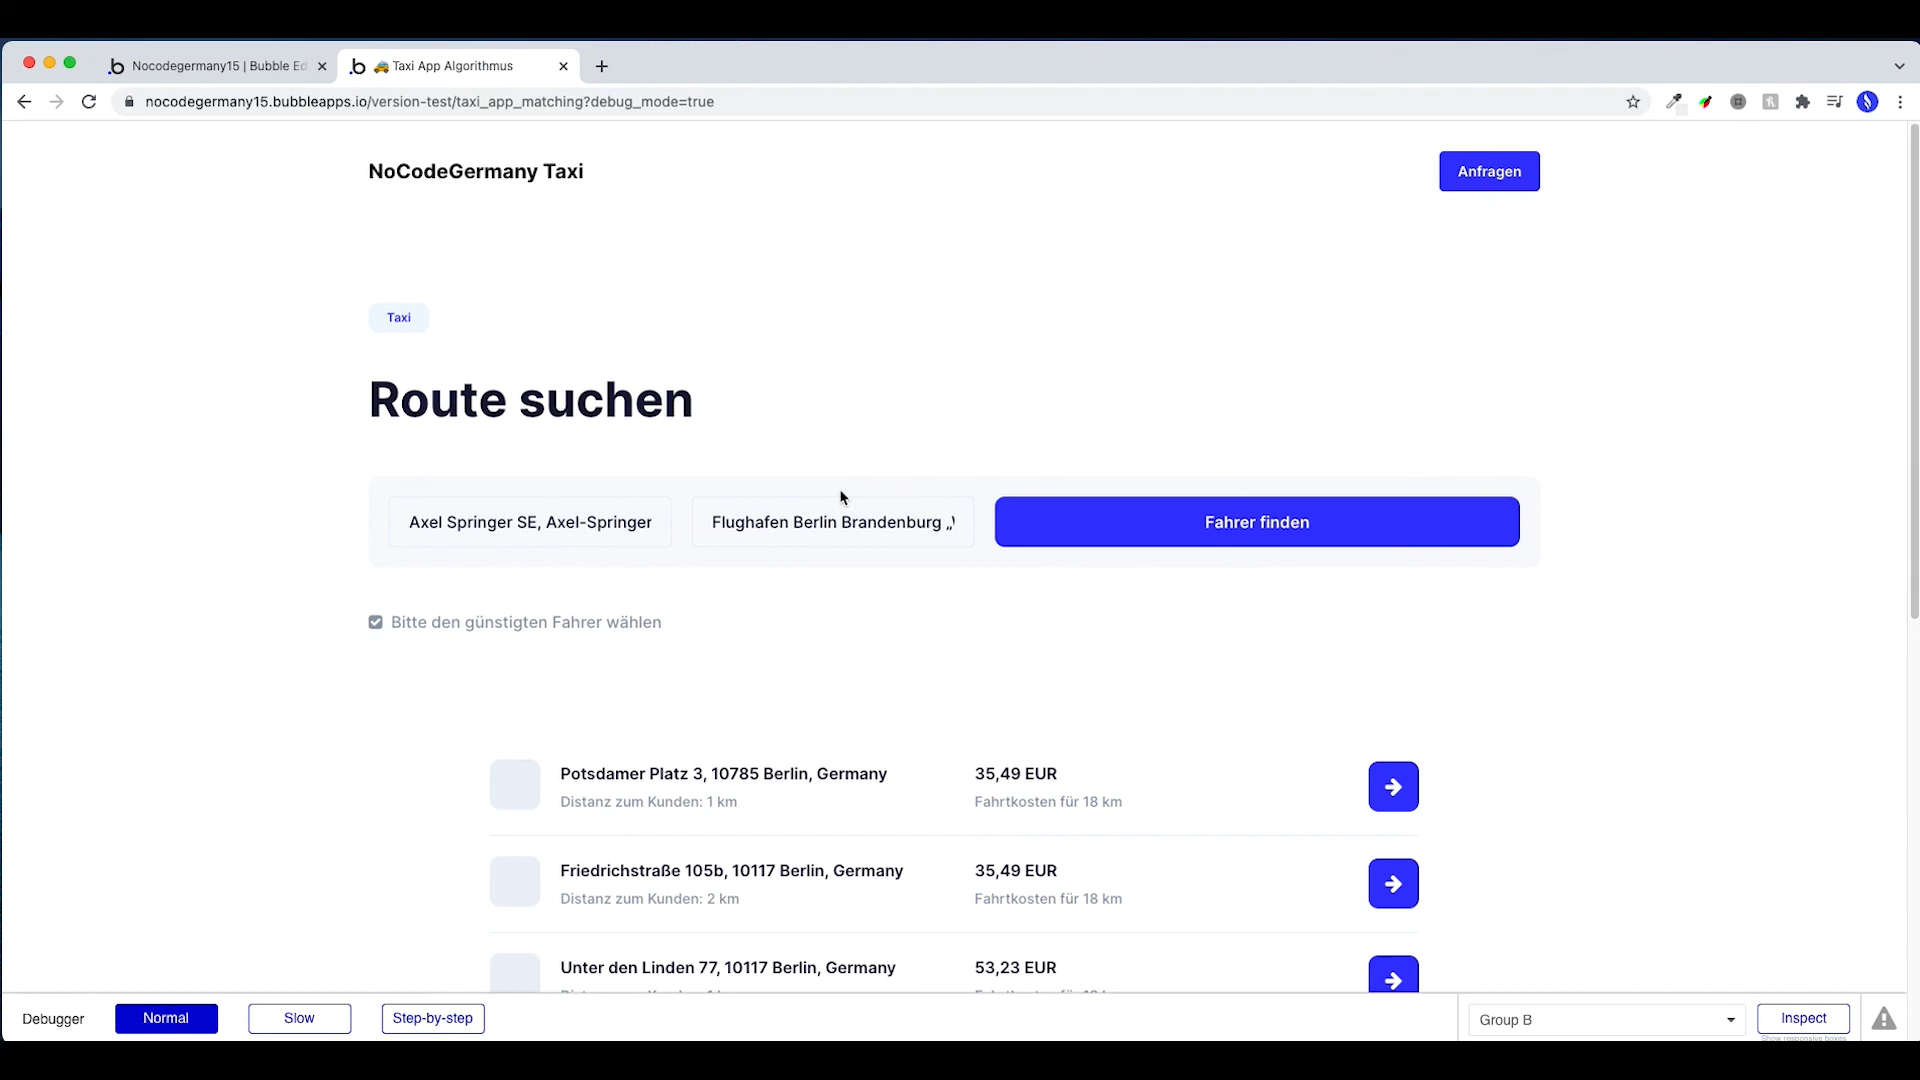 Nocodegermany15 | Bubble Ed
🚕 Taxi App Algorithmus
nocodegermany15.bubbleapps.io/version-test/taxi_app_matching?debug_mode=true
NoCodeGermany Taxi
Anfragen
Taxi
Route suchen
Axel Springer SE, Axel-Springer
Flughafen Berlin Brandenburg „
Fahrer finden
Bitte den günstigten Fahrer wählen
Potsdamer Platz 3, 10785 Berlin, Germany
35,49 EUR
Distanz zum Kunden: 1 km
Fahrtkosten für 18 km
Friedrichstraße 105b, 10117 Berlin, Germany
35,49 EUR
Distanz zum Kunden: 2 km
Fahrtkosten für 18 km
Unter den Linden 77, 10117 Berlin, Germany
53,23 EUR
Debugger
Normal
Slow
Step-by-step
Group B
Inspect
Show responsive boxes